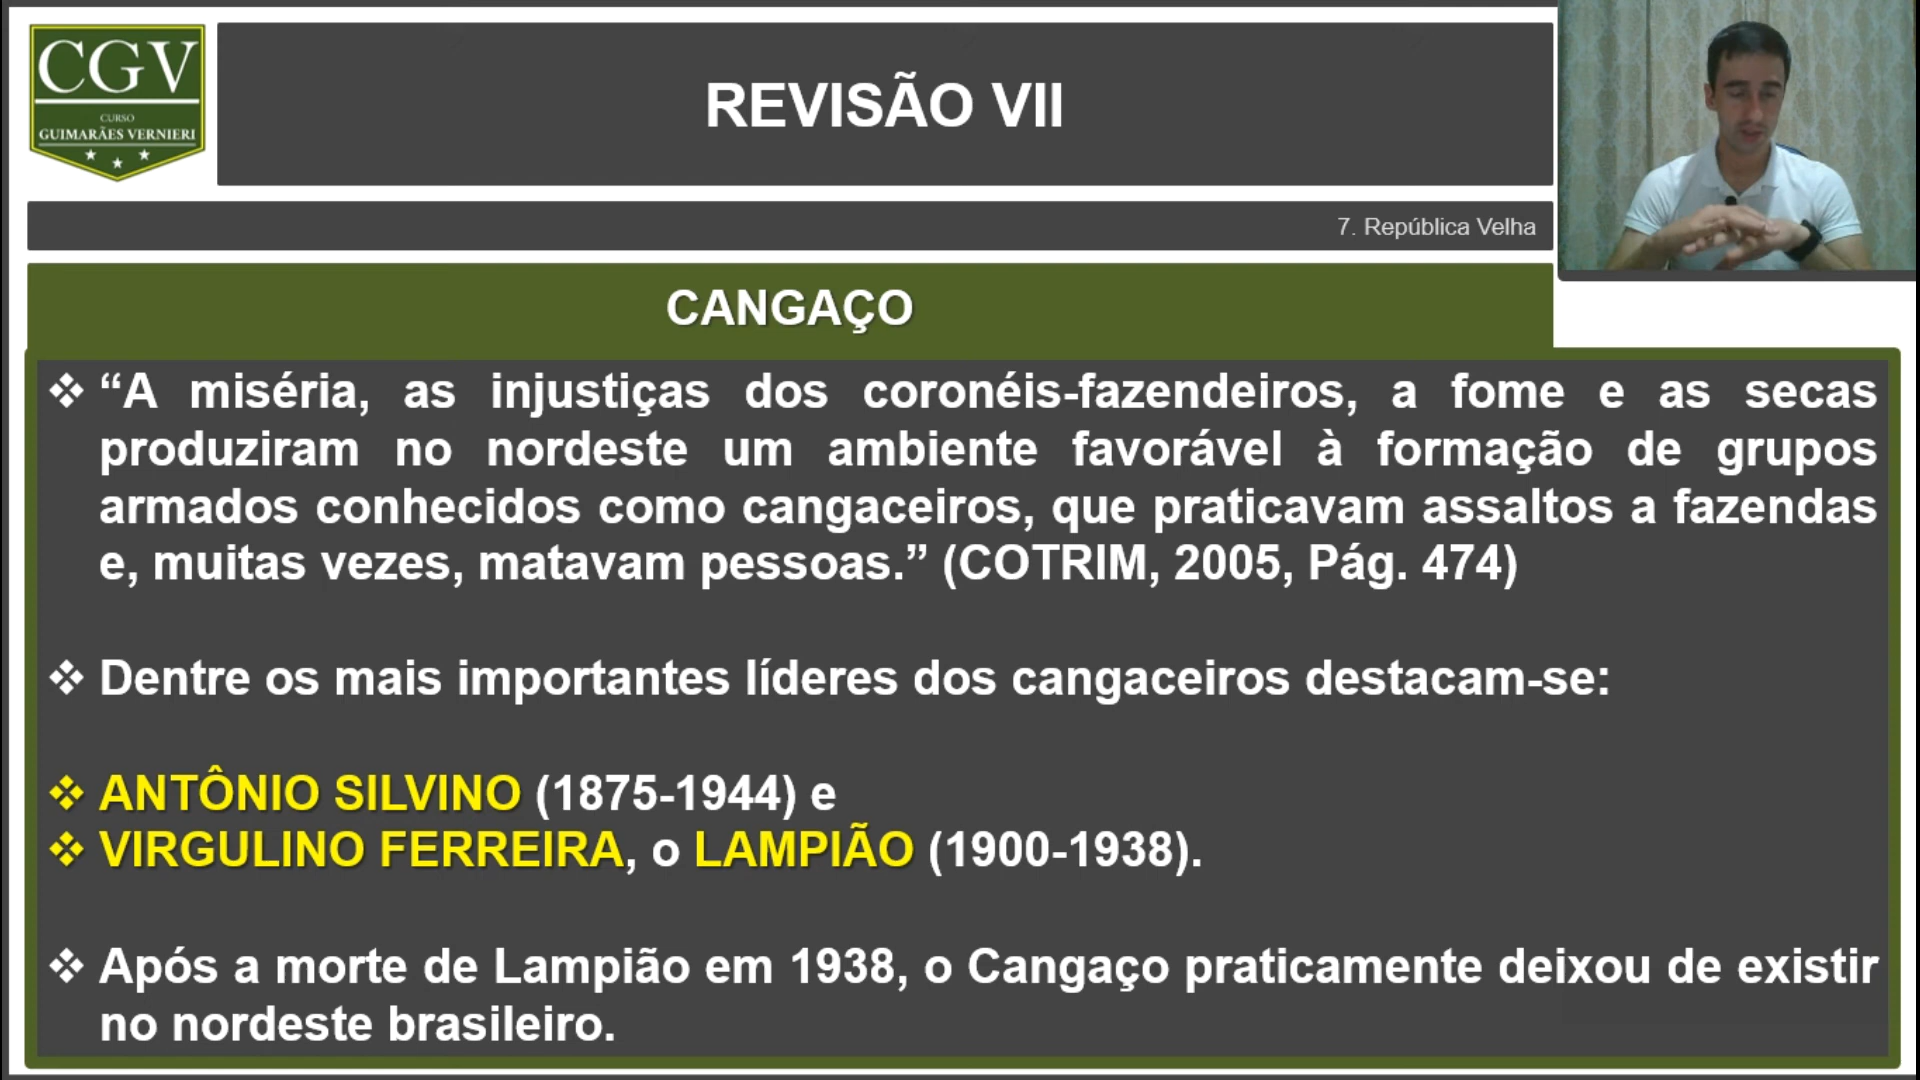 CGV
CURSO
GUIMARÃES VERNIERI
REVISÃO VII
7. República Velha
CANGAÇO
❖ “A miséria, as injustiças dos coronéis-fazendeiros, a fome e as secas
produziram no nordeste um ambiente favorável à formação de grupos
armados conhecidos como cangaceiros, que praticavam assaltos a fazendas
e, muitas vezes, matavam pessoas.” (COTRIM, 2005, Pág. 474)
❖ Dentre os mais importantes líderes dos cangaceiros destacam-se:
❖ ANTÔNIO SILVINO (1875-1944) e
❖ VIRGULINO FERREIRA, o LAMPIÃO (1900-1938).
❖ Após a morte de Lampião em 1938, o Cangaço praticamente deixou de existir
no nordeste brasileiro.